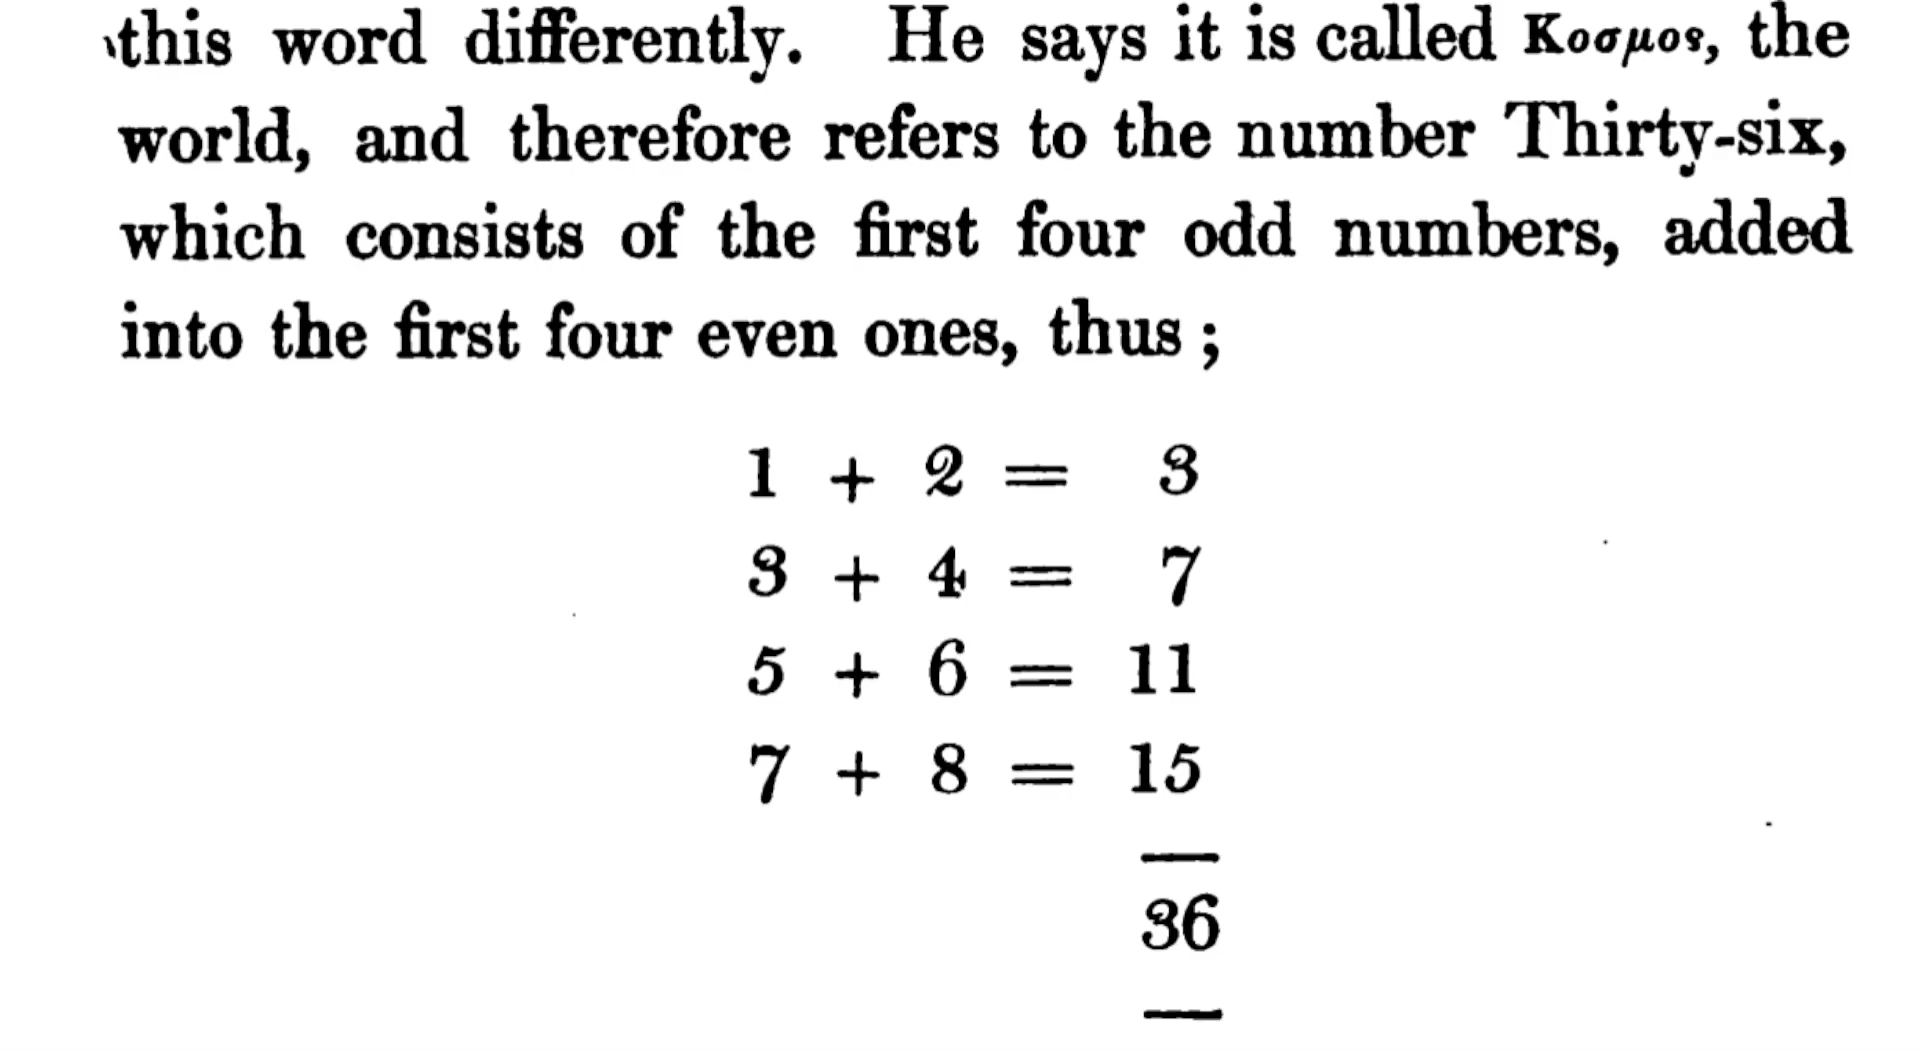 this word differently. He says it is called Κοσμος, the
world, and therefore refers to the number Thirty-six,
which consists of the first four odd numbers, added
into the first four even ones, thus ;
1 + 2 = 3
3 + 4 = 7
5 + 6 = 11
7 + 8 = 15
36